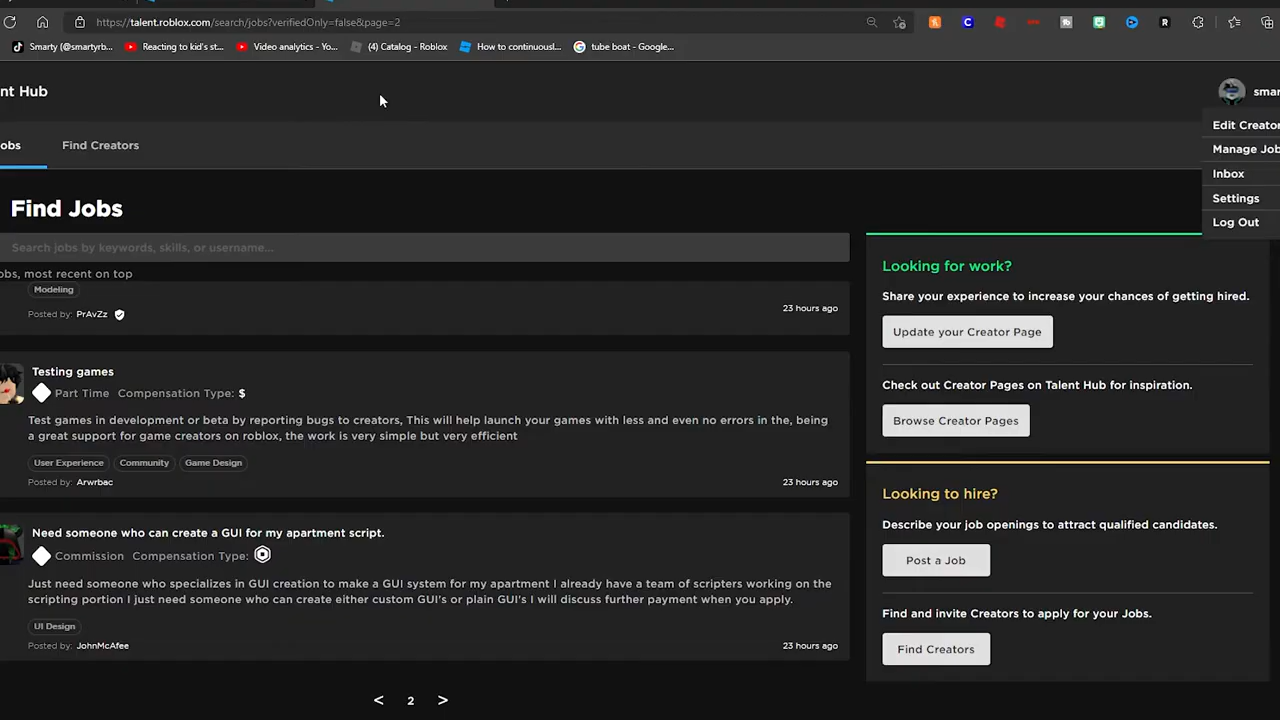 https://talent.roblox.com/search/jobs?verifiedOnly=false&page=2
Smarty (@smartyrb...
Reacting to kid's st...
Video analytics - Yo...
(4) Catalog - Roblox
How to continuousl...
tube boat - Google...
nt Hub
smar
Edit Creator
Manage Job
Inbox
Settings
Log Out
obs
Find Creators
Find Jobs
Search jobs by keywords, skills, or username...
obs, most recent on top
Modeling
Posted by: PrAvZz
23 hours ago
Testing games
Part Time Compensation Type: $
Test games in development or beta by reporting bugs to creators, This will help launch your games with less and even no errors in the, being
a great support for game creators on roblox, the work is very simple but very efficient
User Experience
Community
Game Design
Posted by: Arwrbac
23 hours ago
Need someone who can create a GUI for my apartment script.
Commission Compensation Type:
Just need someone who specializes in GUI creation to make a GUI system for my apartment I already have a team of scripters working on the
scripting portion I just need someone who can create either custom GUI's or plain GUI's I will discuss further payment when you apply.
UI Design
Posted by: JohnMcAfee
23 hours ago
< 2 >
Looking for work?
Share your experience to increase your chances of getting hired.
Update your Creator Page
Check out Creator Pages on Talent Hub for inspiration.
Browse Creator Pages
Looking to hire?
Describe your job openings to attract qualified candidates.
Post a Job
Find and invite Creators to apply for your Jobs.
Find Creators